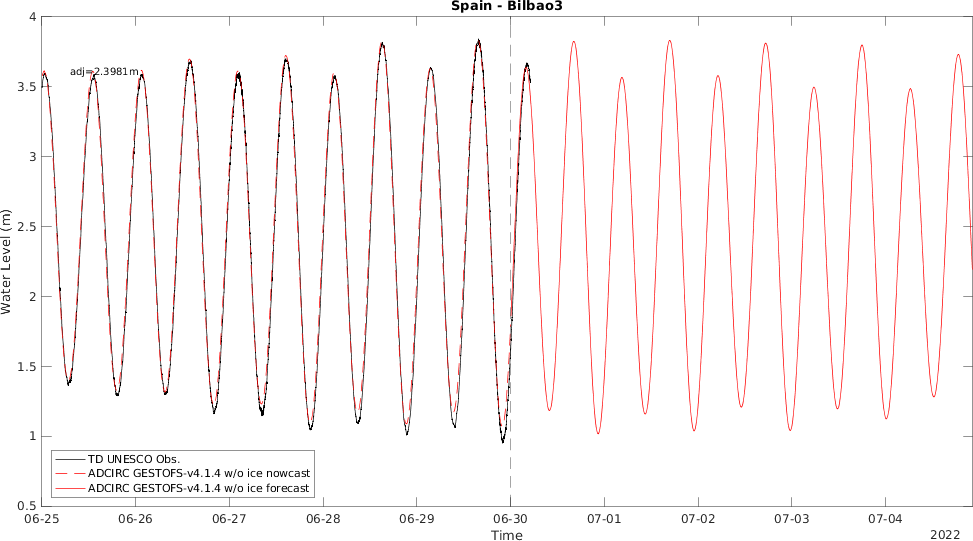 Spain - Bilbao3
4
adj=2.3981m
3.5
3
2.5
2
1.5
1
0.5
Water Level (m)
TD UNESCO Obs.
ADCIRC GESTOFS-v4.1.4 w/o ice nowcast
ADCIRC GESTOFS-v4.1.4 w/o ice forecast
06-25 06-26 06-27 06-28 06-29 06-30 07-01 07-02 07-03 07-04
Time
2022